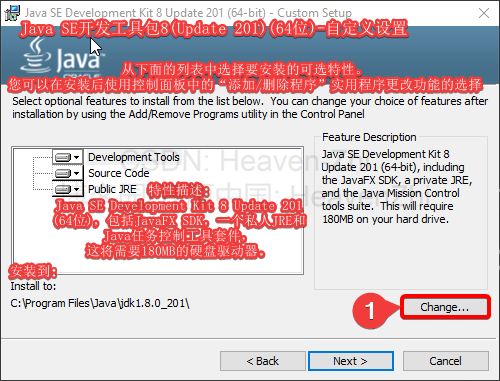 Java SE Development Kit 8 Update 201 (64-bit) - Custom Setup
Java SE开发工具包8(Update 201)(64位)-自定义设置
Java
ORACLE
从下面的列表中选择要安装的可选特性。
您可以在安装后使用控制面板中的“添加/删除程序”实用程序更改功能的选择
Select optional features to install from the list below. You can change your choice of features after
installation by using the Add/Remove Programs utility in the Control Panel
Development Tools
Source Code
Public JRE
特性描述:
Java SE Development Kit 8 Update 201
(64位)，包括JavaFX SDK，一个私人JRE和
Java任务控制工具套件。
这将需要180MB的硬盘驱动器。
Feature Description
Java SE Development Kit 8
Update 201 (64-bit), including
the JavaFX SDK, a private JRE,
and the Java Mission Control
tools suite. This will require
180MB on your hard drive.
安装到:
Install to:
C:\Program Files\Java\jdk1.8.0_201\
1
Change...
< Back
Next >
Cancel